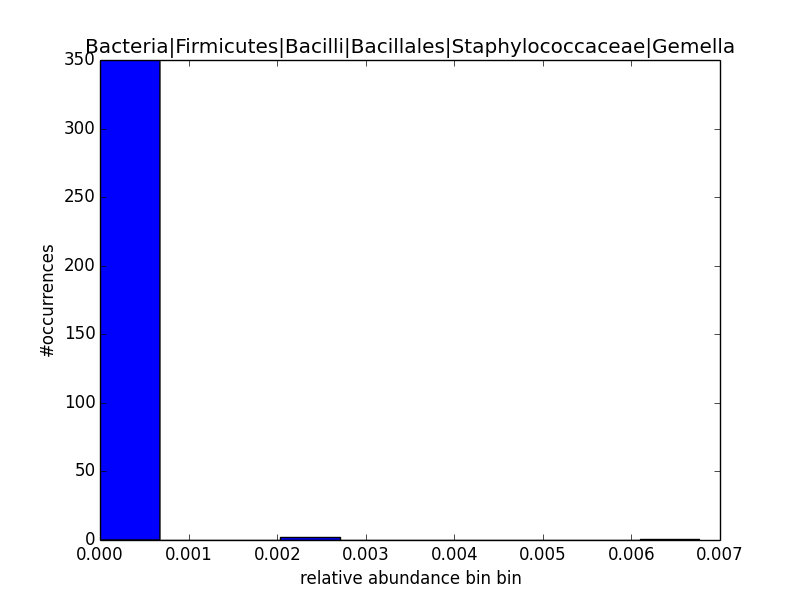 Bacteria|Firmicutes|Bacilli|Bacillales|Staphylococcaceae|Gemella
350
300
250
200
150
100
50
0
#occurrences
0.000 0.001 0.002 0.003 0.004 0.005 0.006 0.007
relative abundance bin bin